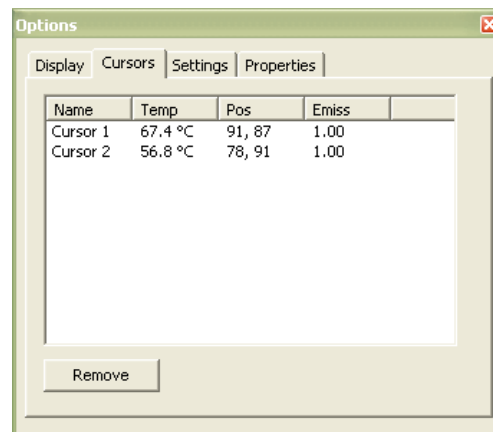 Options
Display Cursors Settings Properties
Name Temp Pos Emiss
Cursor 1 67.4 °C 91, 87 1.00
Cursor 2 56.8 °C 78, 91 1.00
Remove